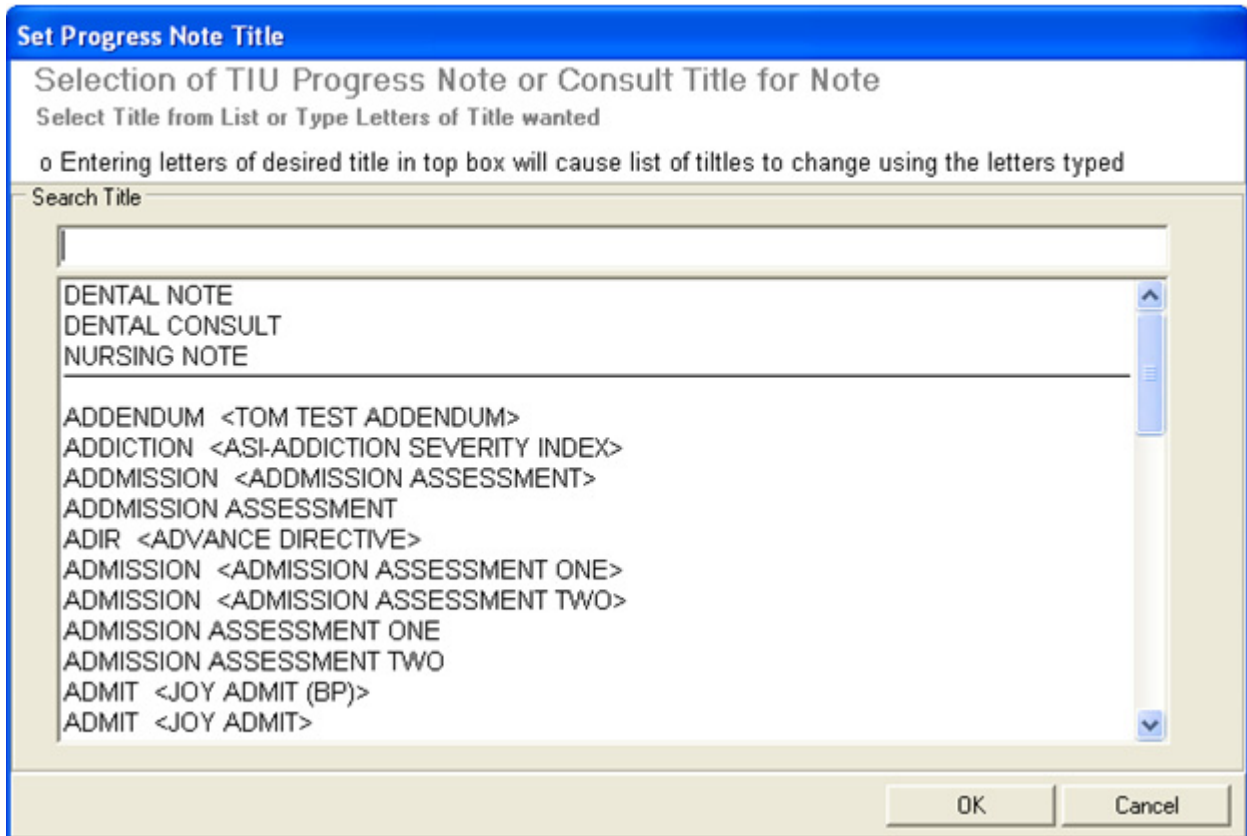 Set Progress Note Title
Selection of TIU Progress Note or Consult Title for Note
Select Title from List or Type Letters of Title wanted
o Entering letters of desired title in top box will cause list of tiltles to change using the letters typed
Search Title
DENTAL NOTE
DENTAL CONSULT
NURSING NOTE
ADDENDUM <TOM TEST ADDENDUM>
ADDICTION <ASI-ADDICTION SEVERITY INDEX>
ADDMISSION <ADDMISSION ASSESSMENT>
ADDMISSION ASSESSMENT
ADIR <ADVANCE DIRECTIVE>
ADMISSION <ADMISSION ASSESSMENT ONE>
ADMISSION <ADMISSION ASSESSMENT TWO>
ADMISSION ASSESSMENT ONE
ADMISSION ASSESSMENT TWO
ADMIT <JOY ADMIT (BP)>
ADMIT <JOY ADMIT>
OK Cancel